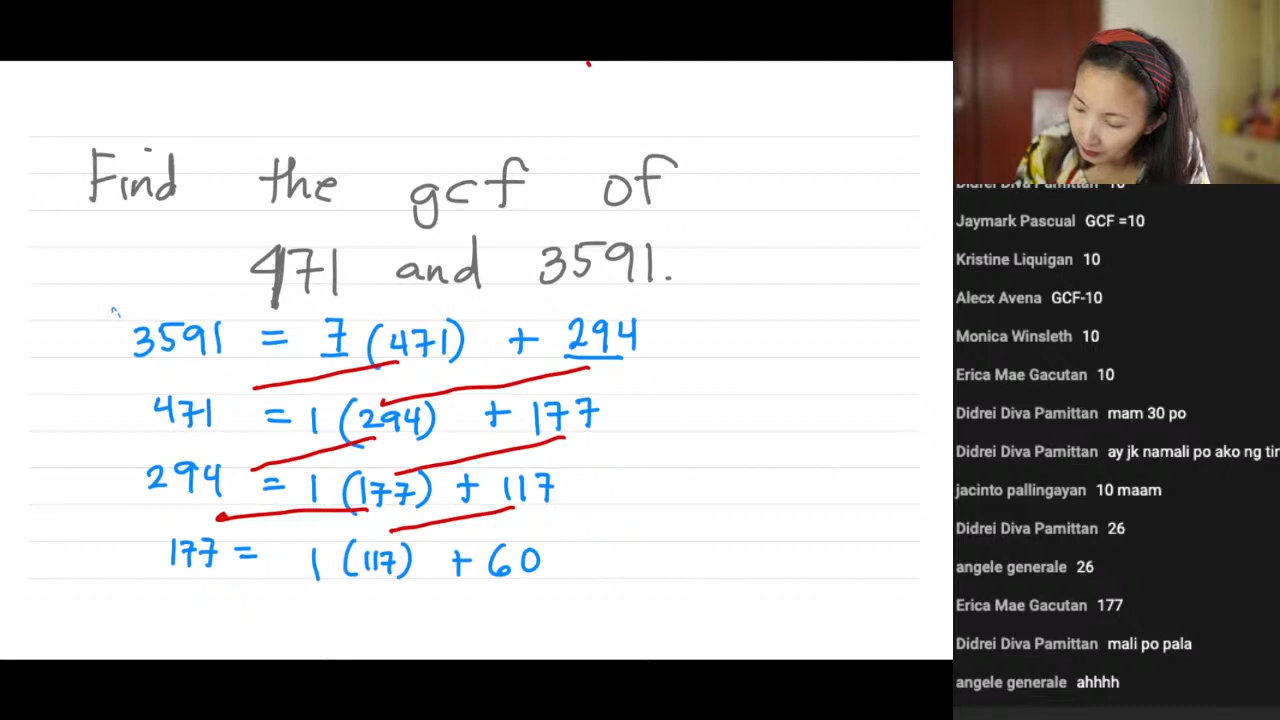 Find the gcf of
471 and 3591.
3591 = 7 (471) + 294
471 = 1 (294) + 177
294 = 1 (177) + 117
177 = 1 (117) + 60
Didrei Diva Pamittan 10
Jaymark Pascual GCF =10
Kristine Liquigan 10
Alecx Avena GCF-10
Monica Winsleth 10
Erica Mae Gacutan 10
Didrei Diva Pamittan mam 30 po
Didrei Diva Pamittan ay jk namali po ako ng
jacinto pallingayan 10 maam
Didrei Diva Pamittan 26
angele generale 26
Erica Mae Gacutan 177
Didrei Diva Pamittan mali po pala
angele generale ahhhh